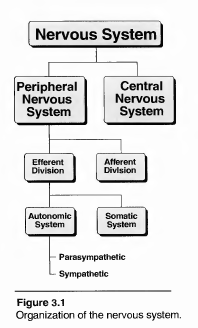 Nervous System
Peripheral Central
Nervous Nervous
System System
Efferent Afferent
Division Division
Autonomic Somatic
System System
Parasympathetic
Sympathetic
Figure 3.1
Organization of the nervous system.